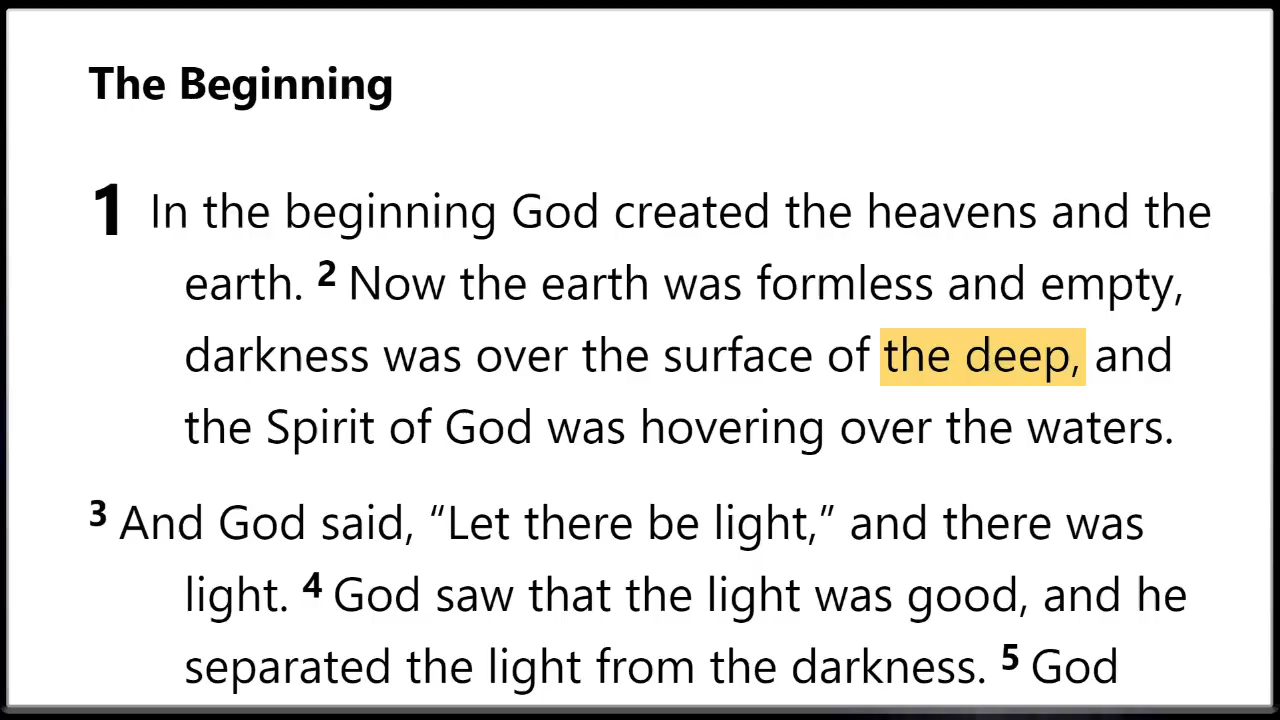 The Beginning
1 In the beginning God created the heavens and the
earth. 2 Now the earth was formless and empty,
darkness was over the surface of the deep, and
the Spirit of God was hovering over the waters.
3 And God said, “Let there be light,” and there was
light. 4 God saw that the light was good, and he
separated the light from the darkness. 5 God